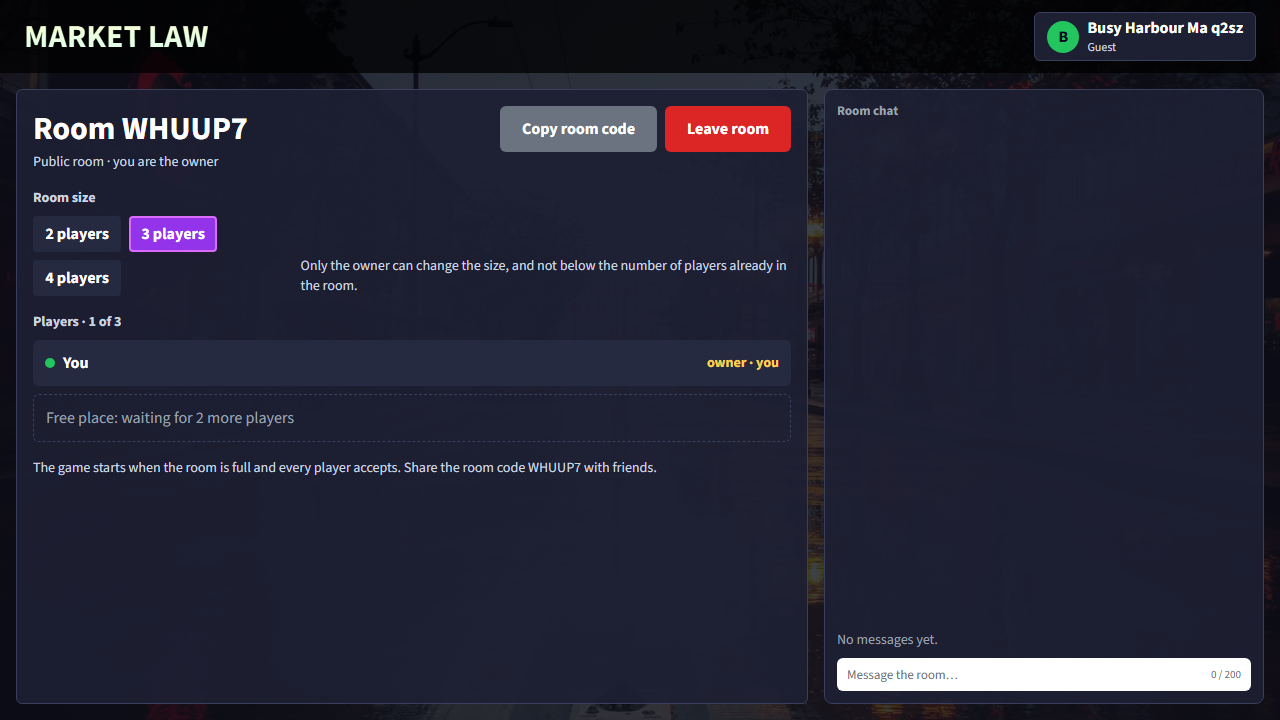 MARKET LAW
B
Busy Harbour Ma q2sz
Guest
Room WHUUP7
Copy room code
Leave room
Public room · you are the owner
Room size
2 players
3 players
4 players
Only the owner can change the size, and not below the number of players already in
the room.
Players · 1 of 3
You
owner · you
Free place: waiting for 2 more players
The game starts when the room is full and every player accepts. Share the room code WHUUP7 with friends.
Room chat
No messages yet.
Message the room…
0 / 200